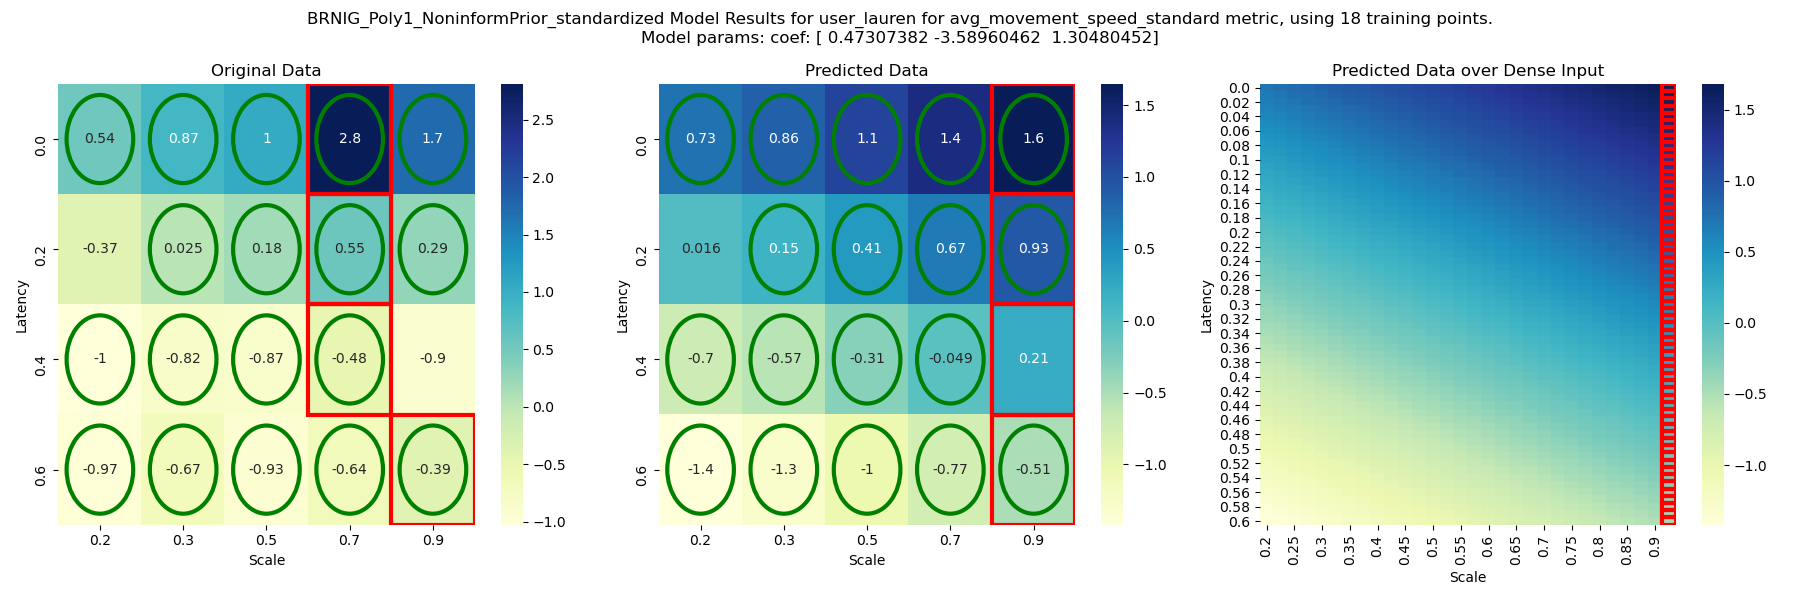 BRNIG_Poly1_NoninformPrior_standardized Model Results for user_lauren for avg_movement_speed_standard metric, using 18 training points.
Model params: coef: [ 0.47307382 -3.58960462  1.30480452]
Original Data
0.54 0.87 1 2.8 1.7
-0.37 0.025 0.18 0.55 0.29
-1 -0.82 -0.87 -0.48 -0.9
-0.97 -0.67 -0.93 -0.64 -0.39
0.0
0.2
0.4
0.6
Latency
0.2 0.3 0.5 0.7 0.9
Scale
2.5
2.0
1.5
1.0
0.5
0.0
−0.5
−1.0
Predicted Data
0.73 0.86 1.1 1.4 1.6
0.016 0.15 0.41 0.67 0.93
-0.7 -0.57 -0.31 -0.049 0.21
-1.4 -1.3 -1 -0.77 -0.51
0.0
0.2
0.4
0.6
Latency
0.2 0.3 0.5 0.7 0.9
Scale
1.5
1.0
0.5
0.0
−0.5
−1.0
Predicted Data over Dense Input
0.0
0.02
0.04
0.06
0.08
0.1
0.12
0.14
0.16
0.18
0.2
0.22
0.24
0.26
0.28
0.3
0.32
0.34
0.36
0.38
0.4
0.42
0.44
0.46
0.48
0.5
0.52
0.54
0.56
0.58
0.6
Latency
0.2 0.25 0.3 0.35 0.4 0.45 0.5 0.55 0.6 0.65 0.7 0.75 0.8 0.85 0.9
Scale
1.5
1.0
0.5
0.0
−0.5
−1.0